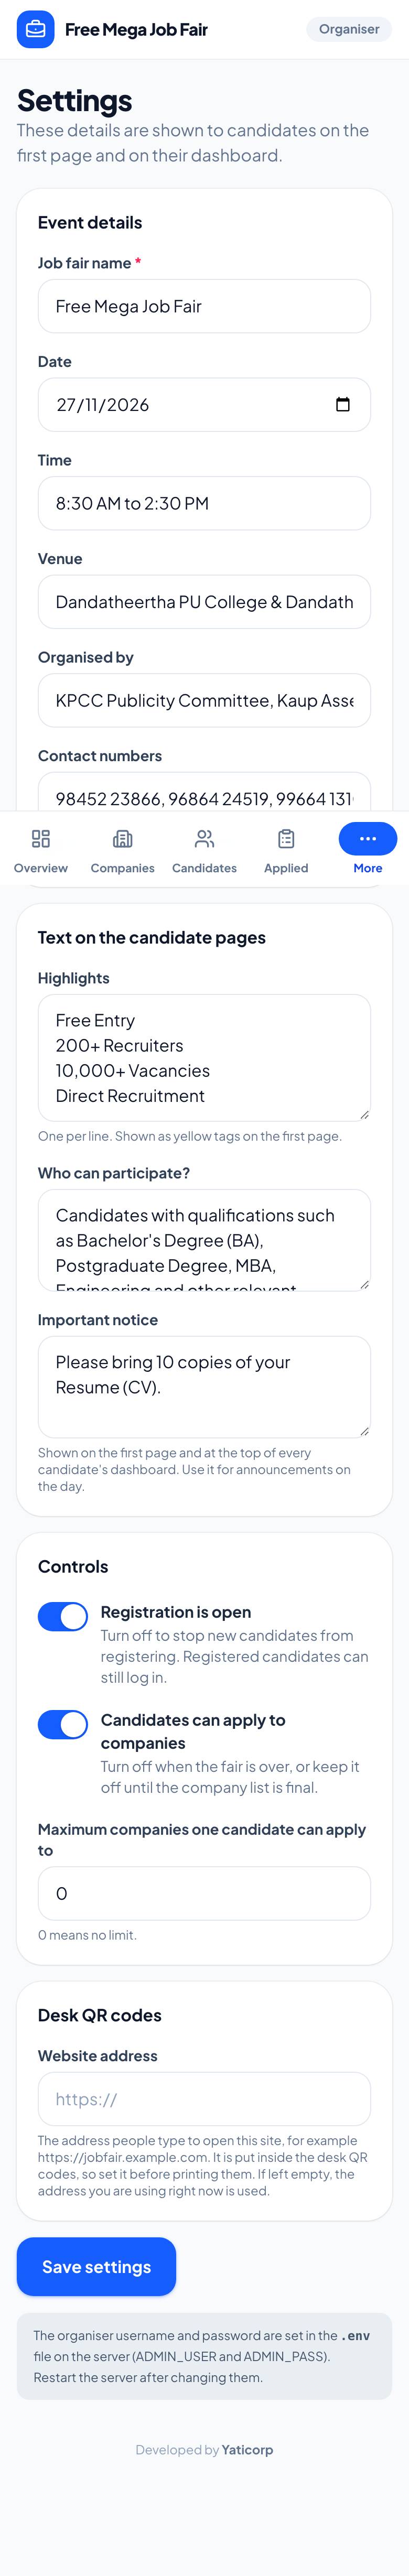 Free Mega Job Fair
Organiser
Settings
These details are shown to candidates on the
first page and on their dashboard.
Event details
Job fair name *
Free Mega Job Fair
Date
27/11/2026
Time
8:30 AM to 2:30 PM
Venue
Dandatheertha PU College & Dandath
Organised by
KPCC Publicity Committee, Kaup Asse
Contact numbers
98452 23866, 96864 24519, 99664 131
Overview
Companies
Candidates
Applied
More
Text on the candidate pages
Highlights
Free Entry
200+ Recruiters
10,000+ Vacancies
Direct Recruitment
One per line. Shown as yellow tags on the first page.
Who can participate?
Candidates with qualifications such
as Bachelor's Degree (BA),
Postgraduate Degree, MBA,
Engineering and other relevant
Important notice
Please bring 10 copies of your
Resume (CV).
Shown on the first page and at the top of every
candidate's dashboard. Use it for announcements on
the day.
Controls
Registration is open
Turn off to stop new candidates from
registering. Registered candidates can
still log in.
Candidates can apply to
companies
Turn off when the fair is over, or keep it
off until the company list is final.
Maximum companies one candidate can apply
to
0
0 means no limit.
Desk QR codes
Website address
https://
The address people type to open this site, for example
https://jobfair.example.com. It is put inside the desk QR
codes, so set it before printing them. If left empty, the
address you are using right now is used.
Save settings
The organiser username and password are set in the .env
file on the server (ADMIN_USER and ADMIN_PASS).
Restart the server after changing them.
Developed by Yaticorp